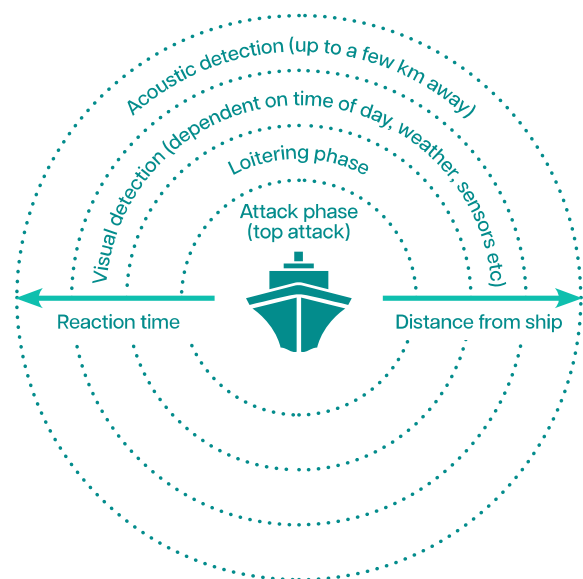 Acoustic detection (up to a few km away)
Visual detection (dependent on time of day, weather, sensors etc)
Loitering phase
Attack phase
(top attack)
Reaction time
Distance from ship